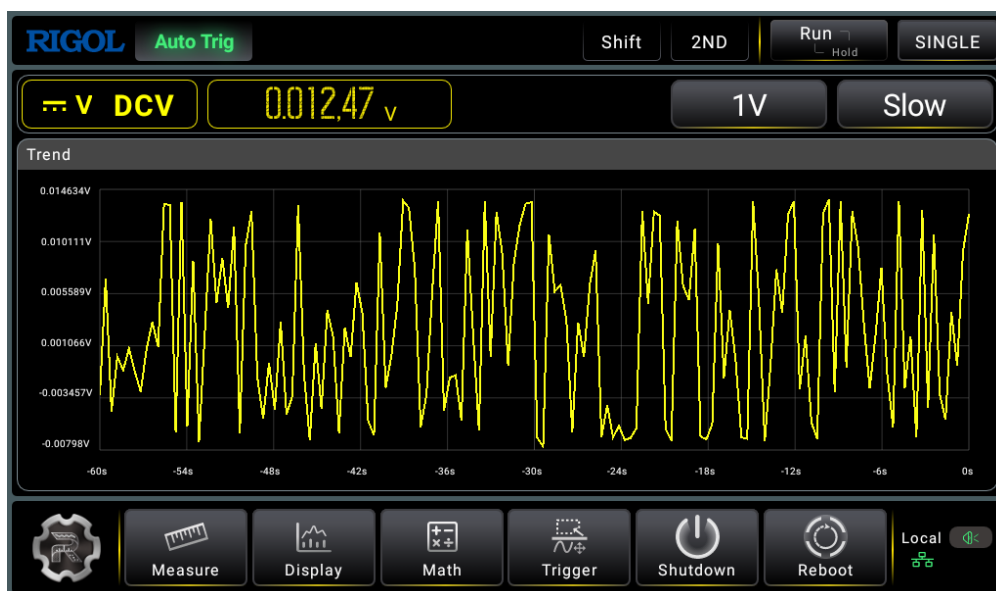 RIGOL Auto Trig Shift 2ND Run Hold SINGLE
V DCV 0.012,47 V 1V Slow
Trend
0.014634V
0.010111V
0.005589V
0.001066V
-0.003457V
-0.00798V
-60s -54s -48s -42s -36s -30s -24s -18s -12s -6s 0s
Measure Display Math Trigger Shutdown Reboot Local